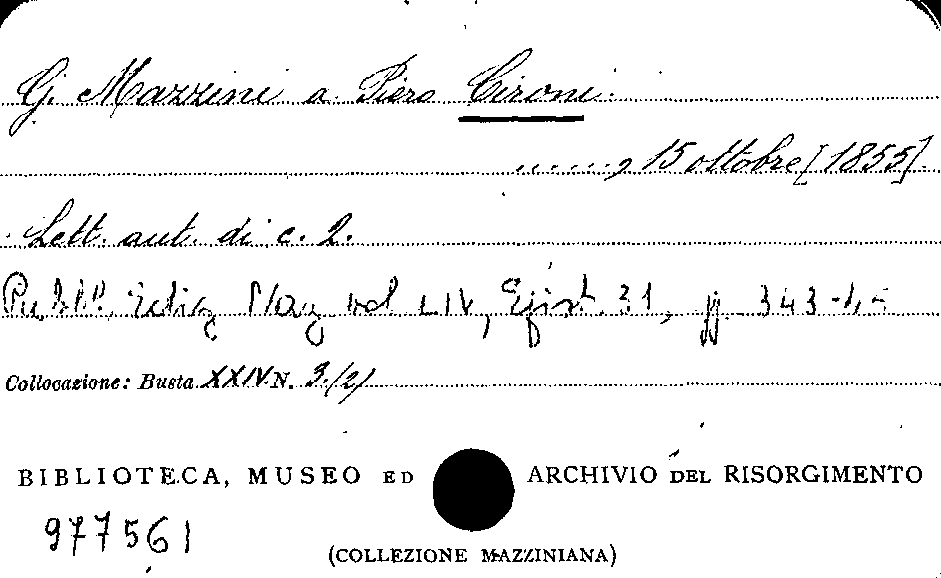 G. Mazzini a Piero Cironi.
......., 15 ottobre [1855].
Lett. aut. di c. 2.
Pubbl. Ediz Naz vol LIV, Epist. 31, pp. 343-45
Collocazione: Busta XXIV N. 3.(2)
BIBLIOTECA, MUSEO ED ARCHIVIO DEL RISORGIMENTO
977561
(COLLEZIONE MAZZINIANA)